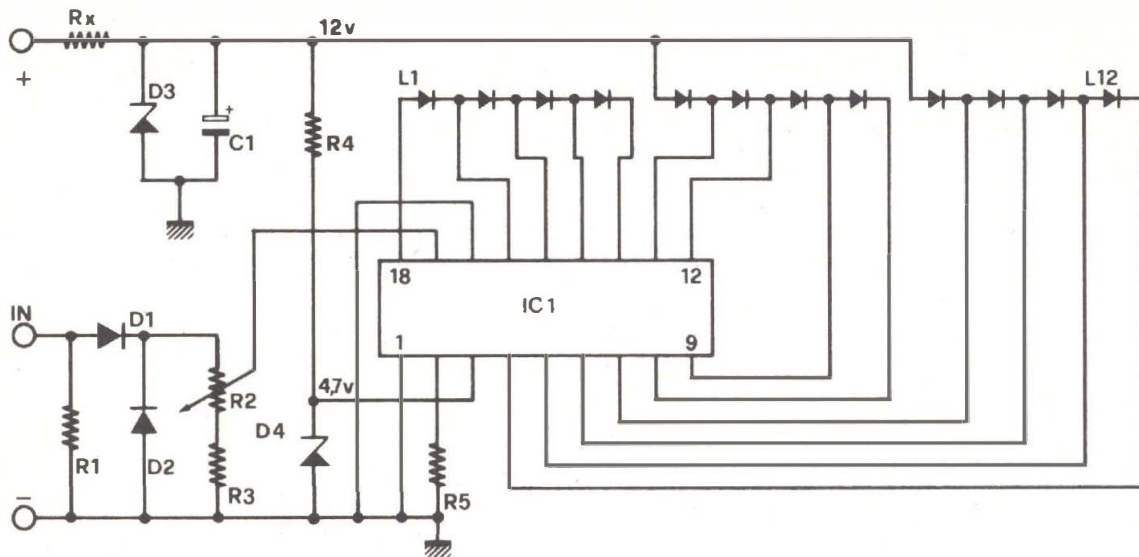 Rx
12v
+
D3
C1
R4
L1
L12
18
12
IC1
IN
D1
1
9
R2
4,7v
D4
R1
D2
R3
R5
−